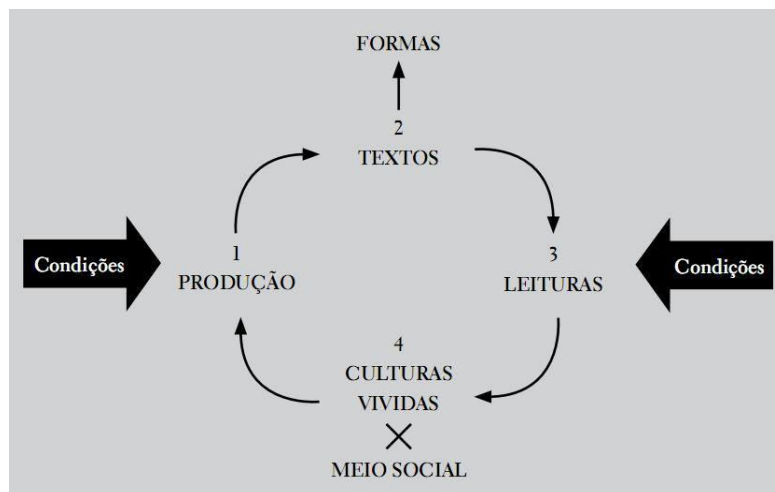 FORMAS
2
TEXTOS
Condições
1
PRODUÇÃO
3
LEITURAS
Condições
4
CULTURAS
VIVIDAS
MEIO SOCIAL